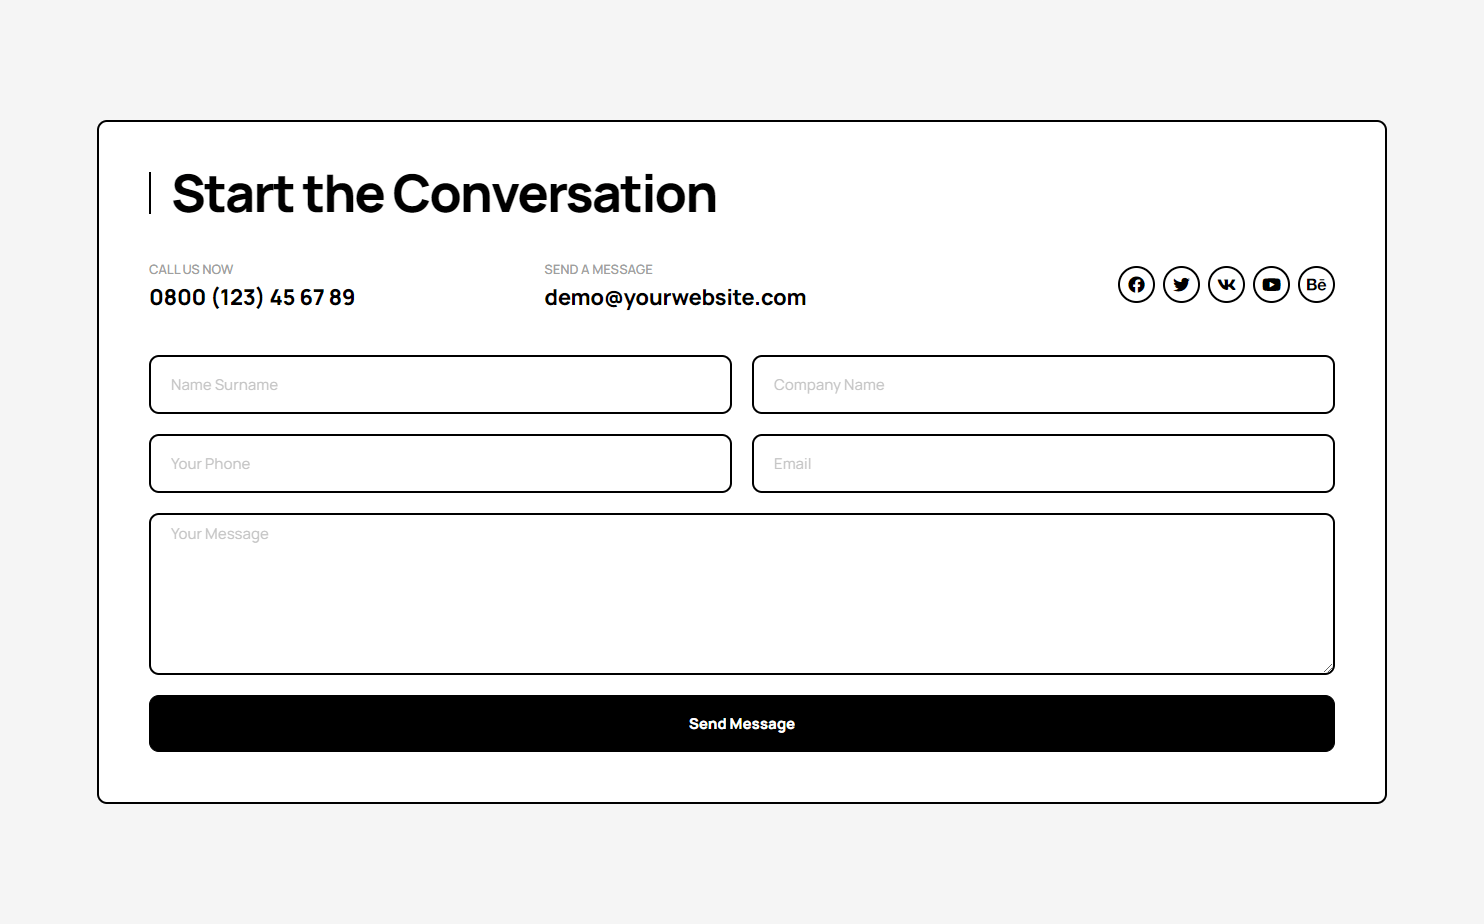 Start the Conversation
CALL US NOW
0800 (123) 45 67 89
SEND A MESSAGE
demo@yourwebsite.com
Bē
Name Surname
Company Name
Your Phone
Email
Your Message
Send Message